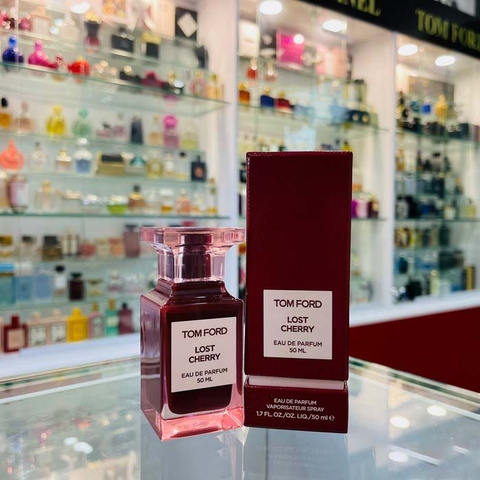 NEL
TOM FORD
TOM FORD
LOST
CHERRY
EAU DE PARFUM
50 ML
TOM FORD
LOST
CHERRY
EAU DE PARFUM
50 ML
EAU DE PARFUM
VAPORISATEUR SPRAY
1.7 FL. OZ./OZ. LIQ./50 ml ℮